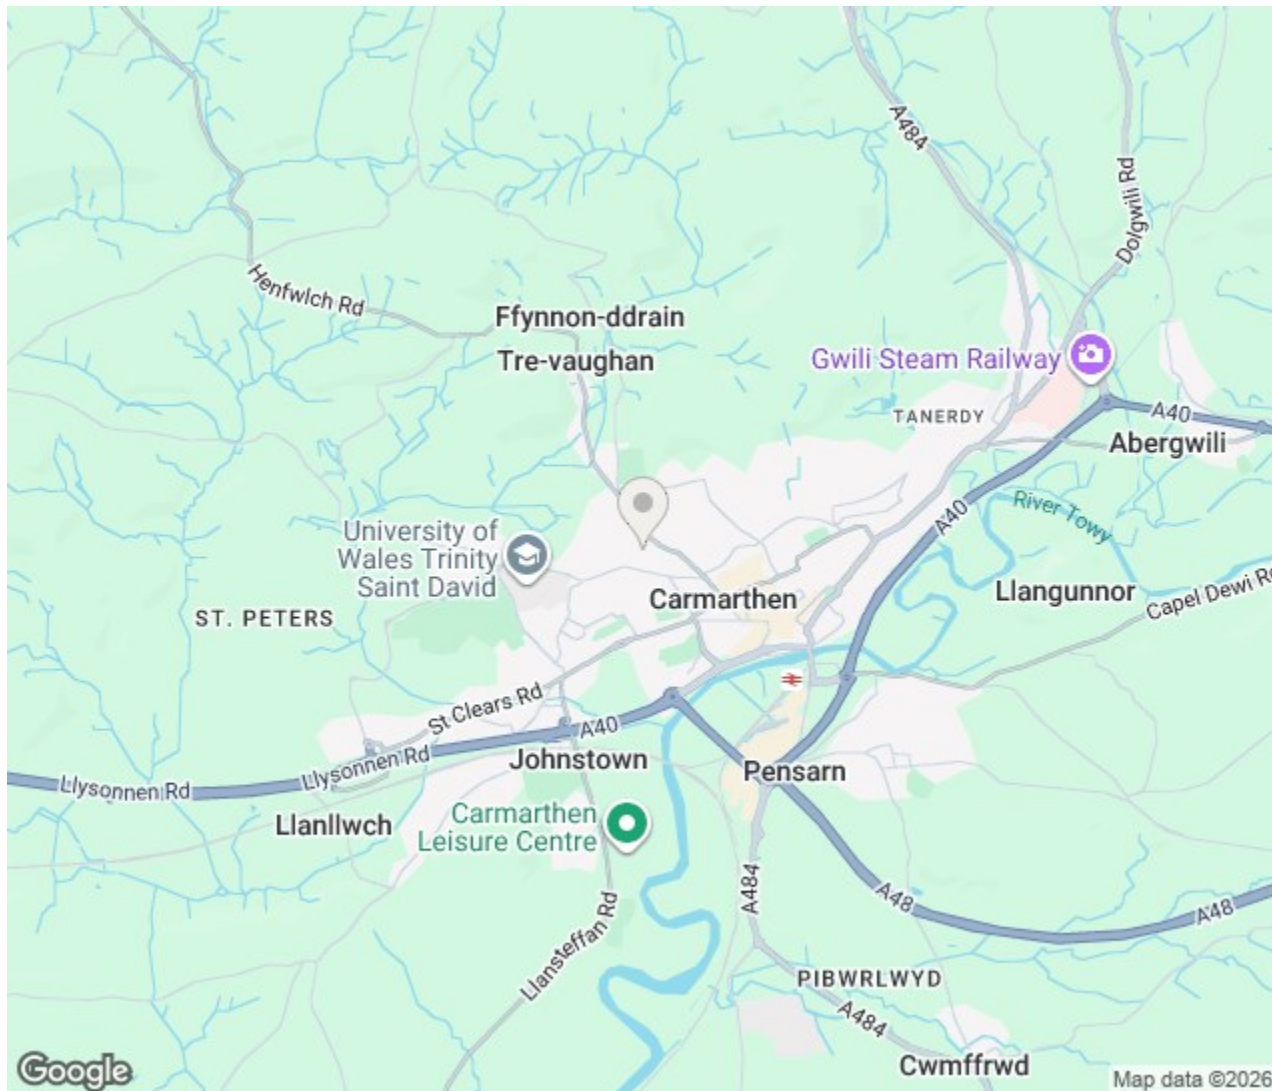 A484
Dolgwili Rd
Henfwlch Rd
Ffynnon-ddrain
Tre-vaughan
Gwili Steam Railway
TANERDY
A40
Abergwili
River Towy
A40
University of
Wales Trinity
Saint David
Carmarthen
Llangunnor
Capel Dewi Rd
ST. PETERS
St Clears Rd
A40
Llysonnen Rd
Llysonnen Rd
Johnstown
Pensarn
Llanllwch
Carmarthen
Leisure Centre
A484
A48
A48
Llansteffan Rd
PIBWRLWYD
A484
Cwmffrwd
Google
Map data ©2026